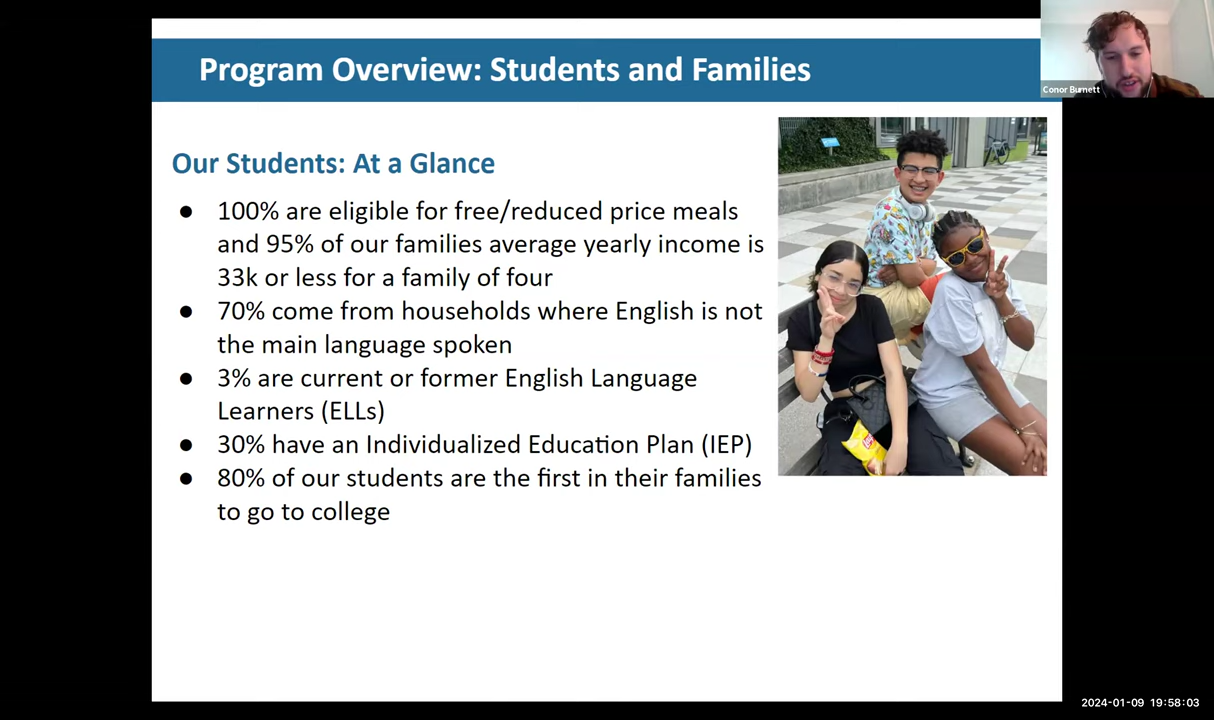 Program Overview: Students and Families
Conor Burnett
Our Students: At a Glance
● 100% are eligible for free/reduced price meals
and 95% of our families average yearly income is
33k or less for a family of four
● 70% come from households where English is not
the main language spoken
● 3% are current or former English Language
Learners (ELLs)
● 30% have an Individualized Education Plan (IEP)
● 80% of our students are the first in their families
to go to college
Lay's
2024-01-09 19:58:03